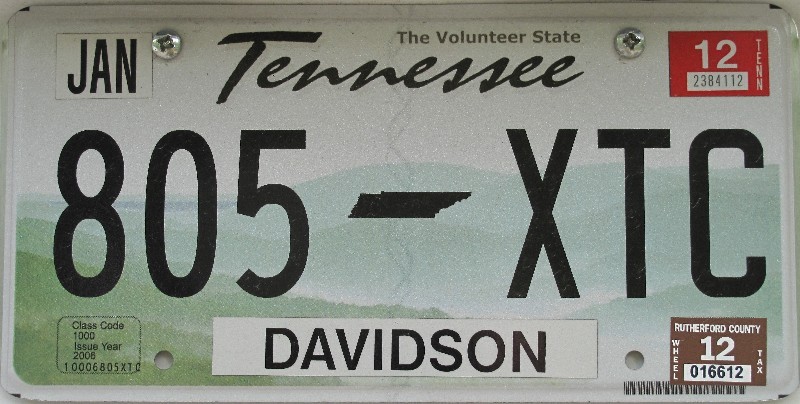 JAN
The Volunteer State
Tennessee
12
TENN
2384112
805 XTC
Class Code
1000
Issue Year
2006
10006805XTC
DAVIDSON
RUTHERFORD COUNTY
WHEEL 12 TAX
016612